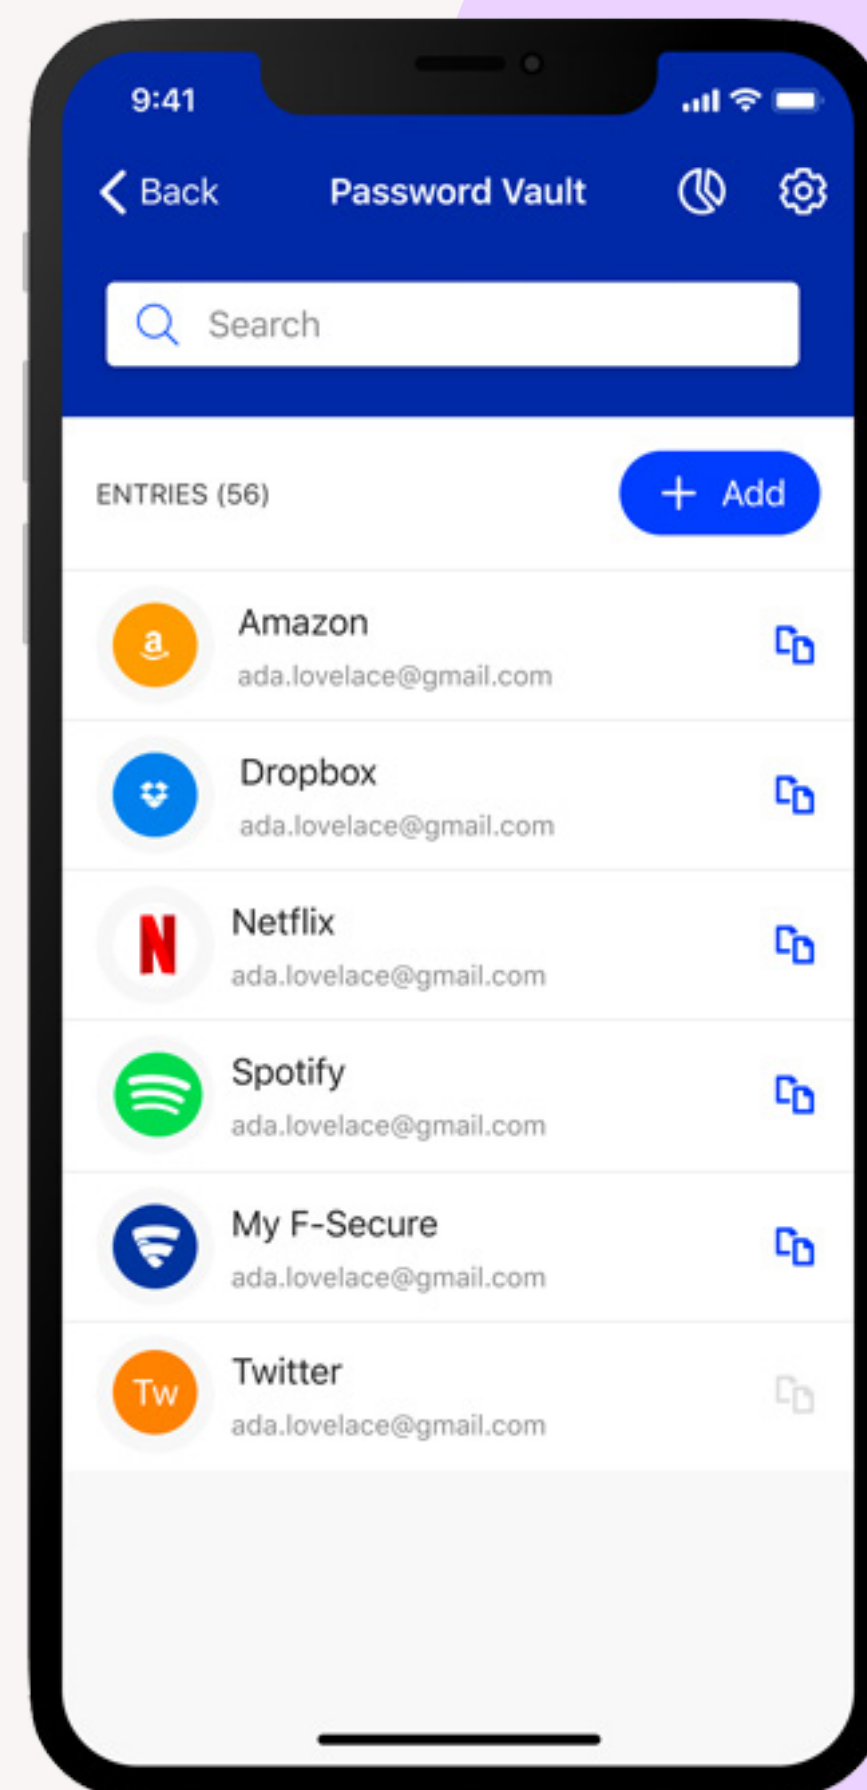 9:41
Back Password Vault
Search
ENTRIES (56) + Add
a
Amazon
ada.lovelace@gmail.com
Dropbox
ada.lovelace@gmail.com
N
Netflix
ada.lovelace@gmail.com
Spotify
ada.lovelace@gmail.com
My F-Secure
ada.lovelace@gmail.com
Tw
Twitter
ada.lovelace@gmail.com